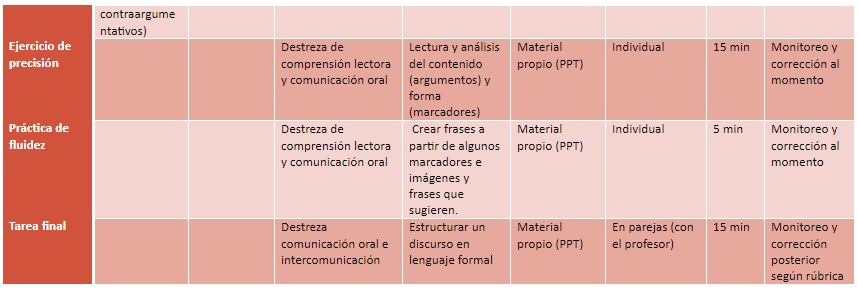 contraargume
ntativos)
Ejercicio de
precisión
Destreza de
comprensión lectora
y comunicación oral
Lectura y análisis
del contenido
(argumentos) y
forma
(marcadores)
Material
propio (PPT)
Individual
15 min
Monitoreo y
corrección al
momento
Práctica de
fluidez
Destreza de
comprensión lectora
y comunicación oral
Crear frases a
partir de algunos
marcadores e
imágenes y
frases que
sugieren.
Material
propio (PPT)
Individual
5 min
Monitoreo y
corrección al
momento
Tarea final
Destreza
comunicación oral e
intercomunicación
Estructurar un
discurso en
lenguaje formal
Material
propio (PPT)
En parejas (con
el profesor)
15 min
Monitoreo y
corrección
posterior
según rúbrica